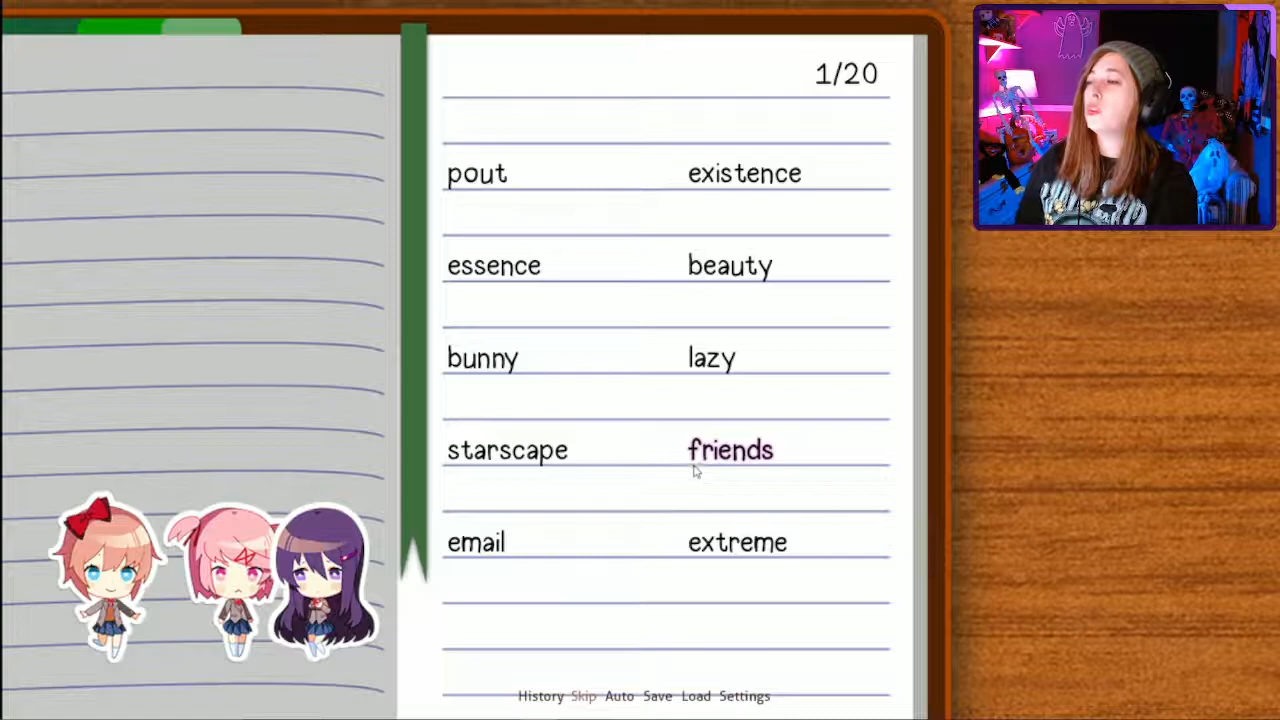 1/20
pout existence
essence beauty
bunny lazy
starscape friends
email extreme
History Skip Auto Save Load Settings